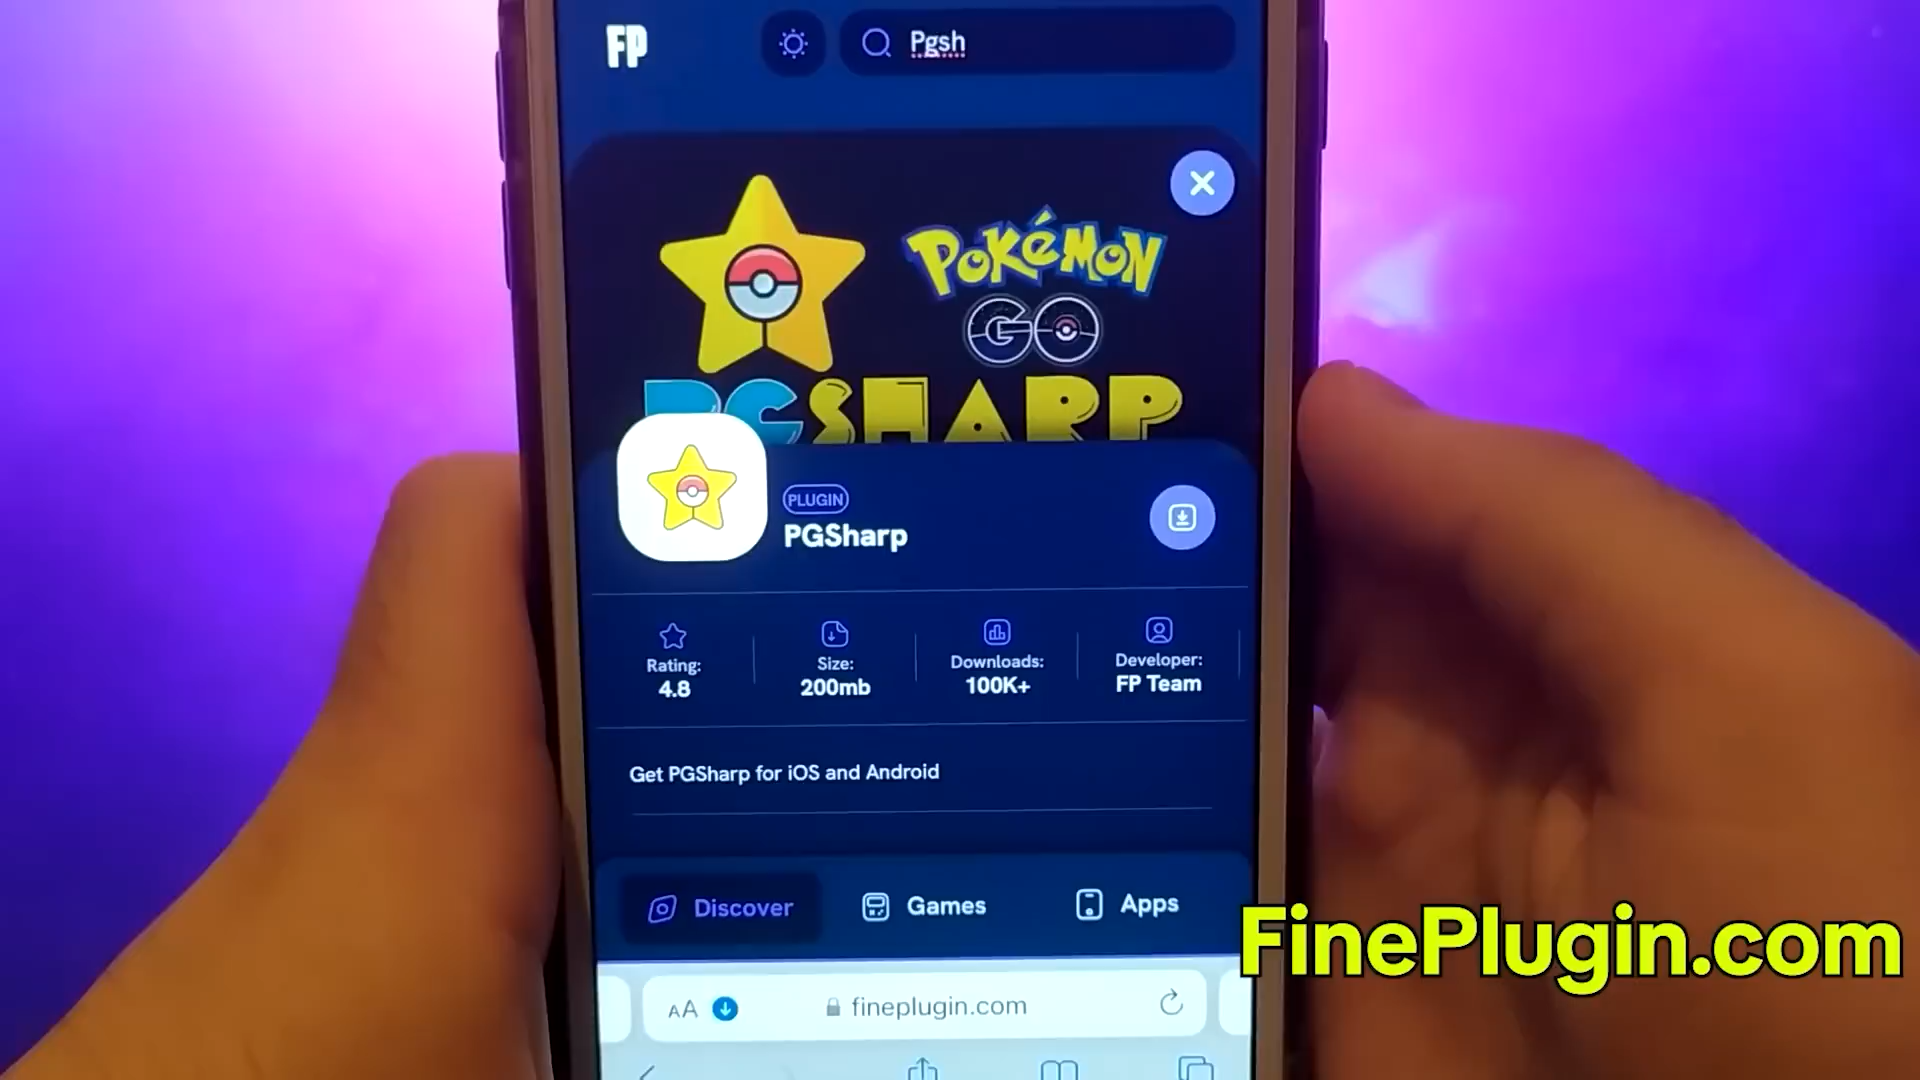 FP
Pgsh
POKéMON
GO
PGSHARP
PLUGIN
PGSharp
Rating:
4.8
Size:
200mb
Downloads:
100K+
Developer:
FP Team
Get PGSharp for iOS and Android
Discover
Games
Apps
FinePlugin.com
AA
fineplugin.com